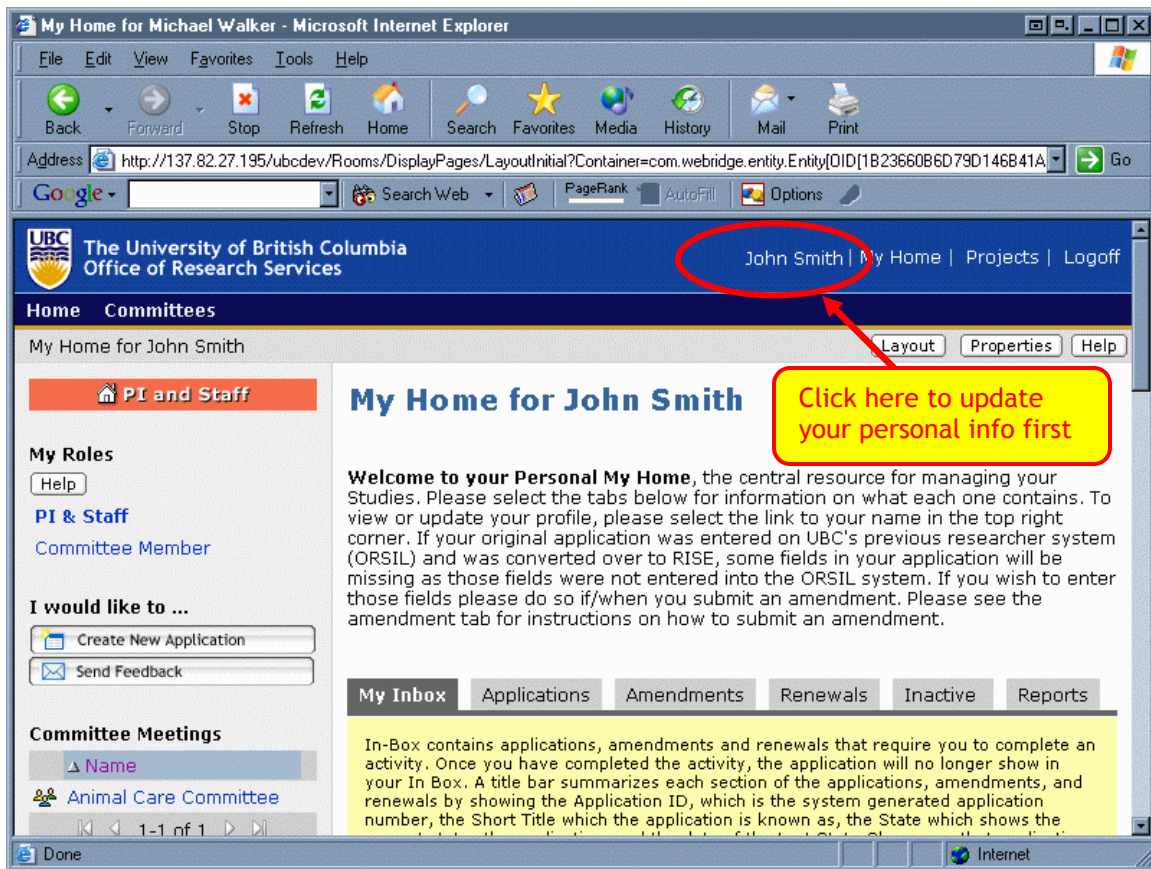 My Home for Michael Walker - Microsoft Internet Explorer
File Edit View Favorites Tools Help
Back Forward Stop Refresh Home Search Favorites Media History Mail Print
Address http://137.82.27.195/ubcdev/Rooms/DisplayPages/LayoutInitial?Container=com.webridge.entity.Entity[OID[1B23660B6D79D146B41A Go
Google Search Web PageRank AutoFill Options
UBC
The University of British Columbia
Office of Research Services
John Smith | My Home | Projects | Logoff
Home Committees
My Home for John Smith
Layout Properties Help
PI and Staff
My Roles
Help
PI & Staff
Committee Member
I would like to ...
Create New Application
Send Feedback
Committee Meetings
Name
Animal Care Committee
1-1 of 1
My Home for John Smith
Click here to update
your personal info first
Welcome to your Personal My Home, the central resource for managing your
Studies. Please select the tabs below for information on what each one contains. To
view or update your profile, please select the link to your name in the top right
corner. If your original application was entered on UBC's previous researcher system
(ORSIL) and was converted over to RISE, some fields in your application will be
missing as those fields were not entered into the ORSIL system. If you wish to enter
those fields please do so if/when you submit an amendment. Please see the
amendment tab for instructions on how to submit an amendment.
My Inbox Applications Amendments Renewals Inactive Reports
In-Box contains applications, amendments and renewals that require you to complete an
activity. Once you have completed the activity, the application will no longer show in
your In Box. A title bar summarizes each section of the applications, amendments, and
renewals by showing the Application ID, which is the system generated application
number, the Short Title which the application is known as, the State which shows the
Done Internet